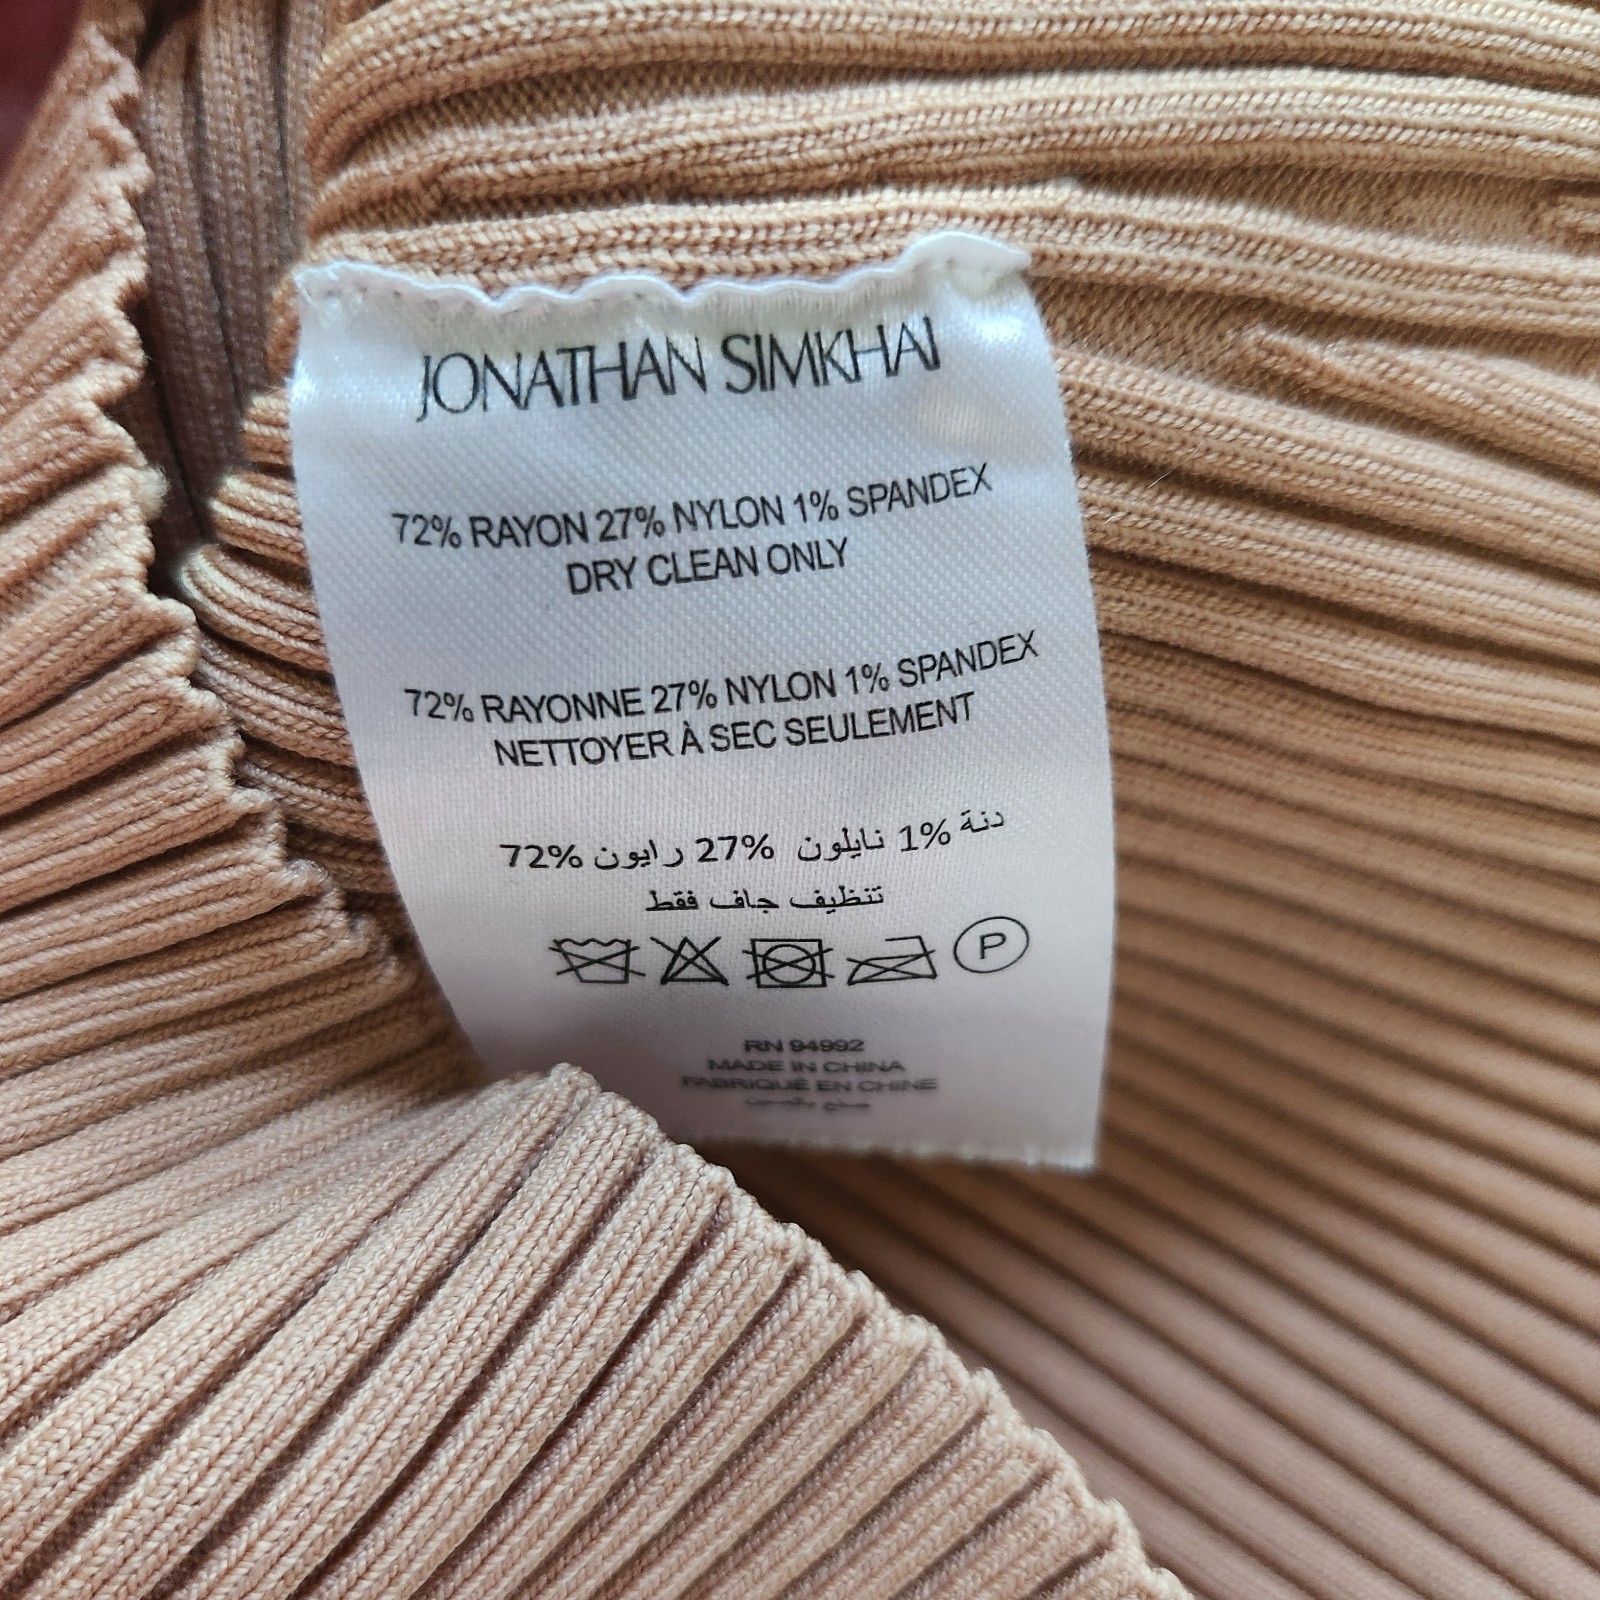 JONATHAN SIMKHAI
72% RAYON 27% NYLON 1% SPANDEX
DRY CLEAN ONLY
72% RAYONNE 27% NYLON 1% SPANDEX
NETTOYER À SEC SEULEMENT
72% رايون 27% نايلون 1% دنة
تنظيف جاف فقط
P
RN 94992
MADE IN CHINA
FABRIQUÉ EN CHINE